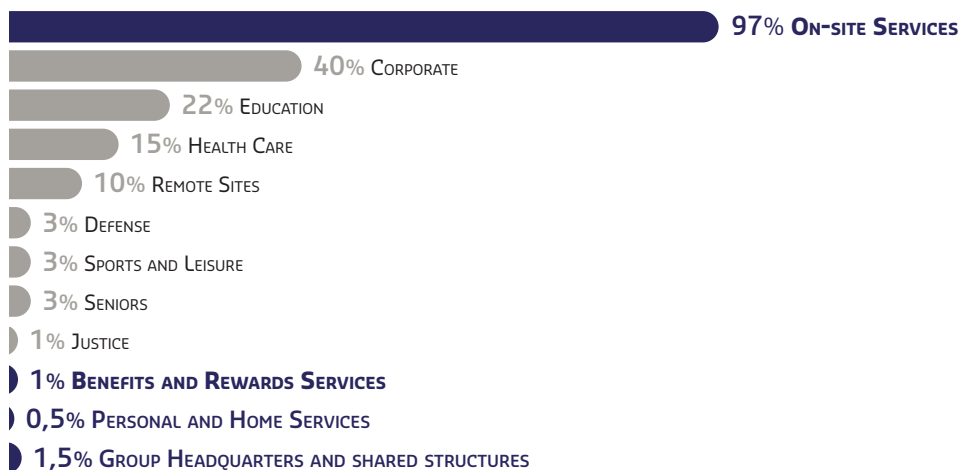 97% On-site Services
40% Corporate
22% Education
15% Health Care
10% Remote Sites
3% Defense
3% Sports and Leisure
3% Seniors
1% Justice
1% Benefits and Rewards Services
0,5% Personal and Home Services
1,5% Group Headquarters and shared structures